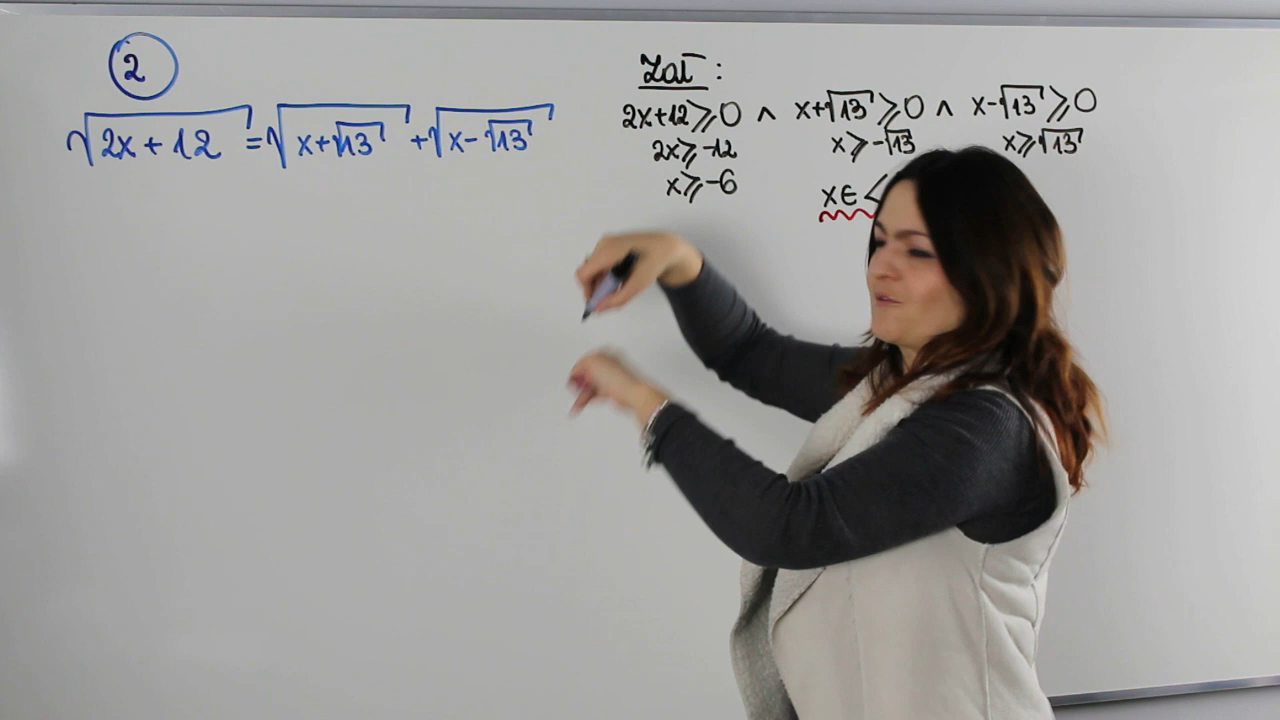 2
√(2x+12) = √(x+√13) + √(x-√13)
Zał:
2x+12⩾0 ∧ x+√13⩾0 ∧ x-√13⩾0
2x⩾-12 x⩾-√13 x⩾√13
x⩾-6
x∈<